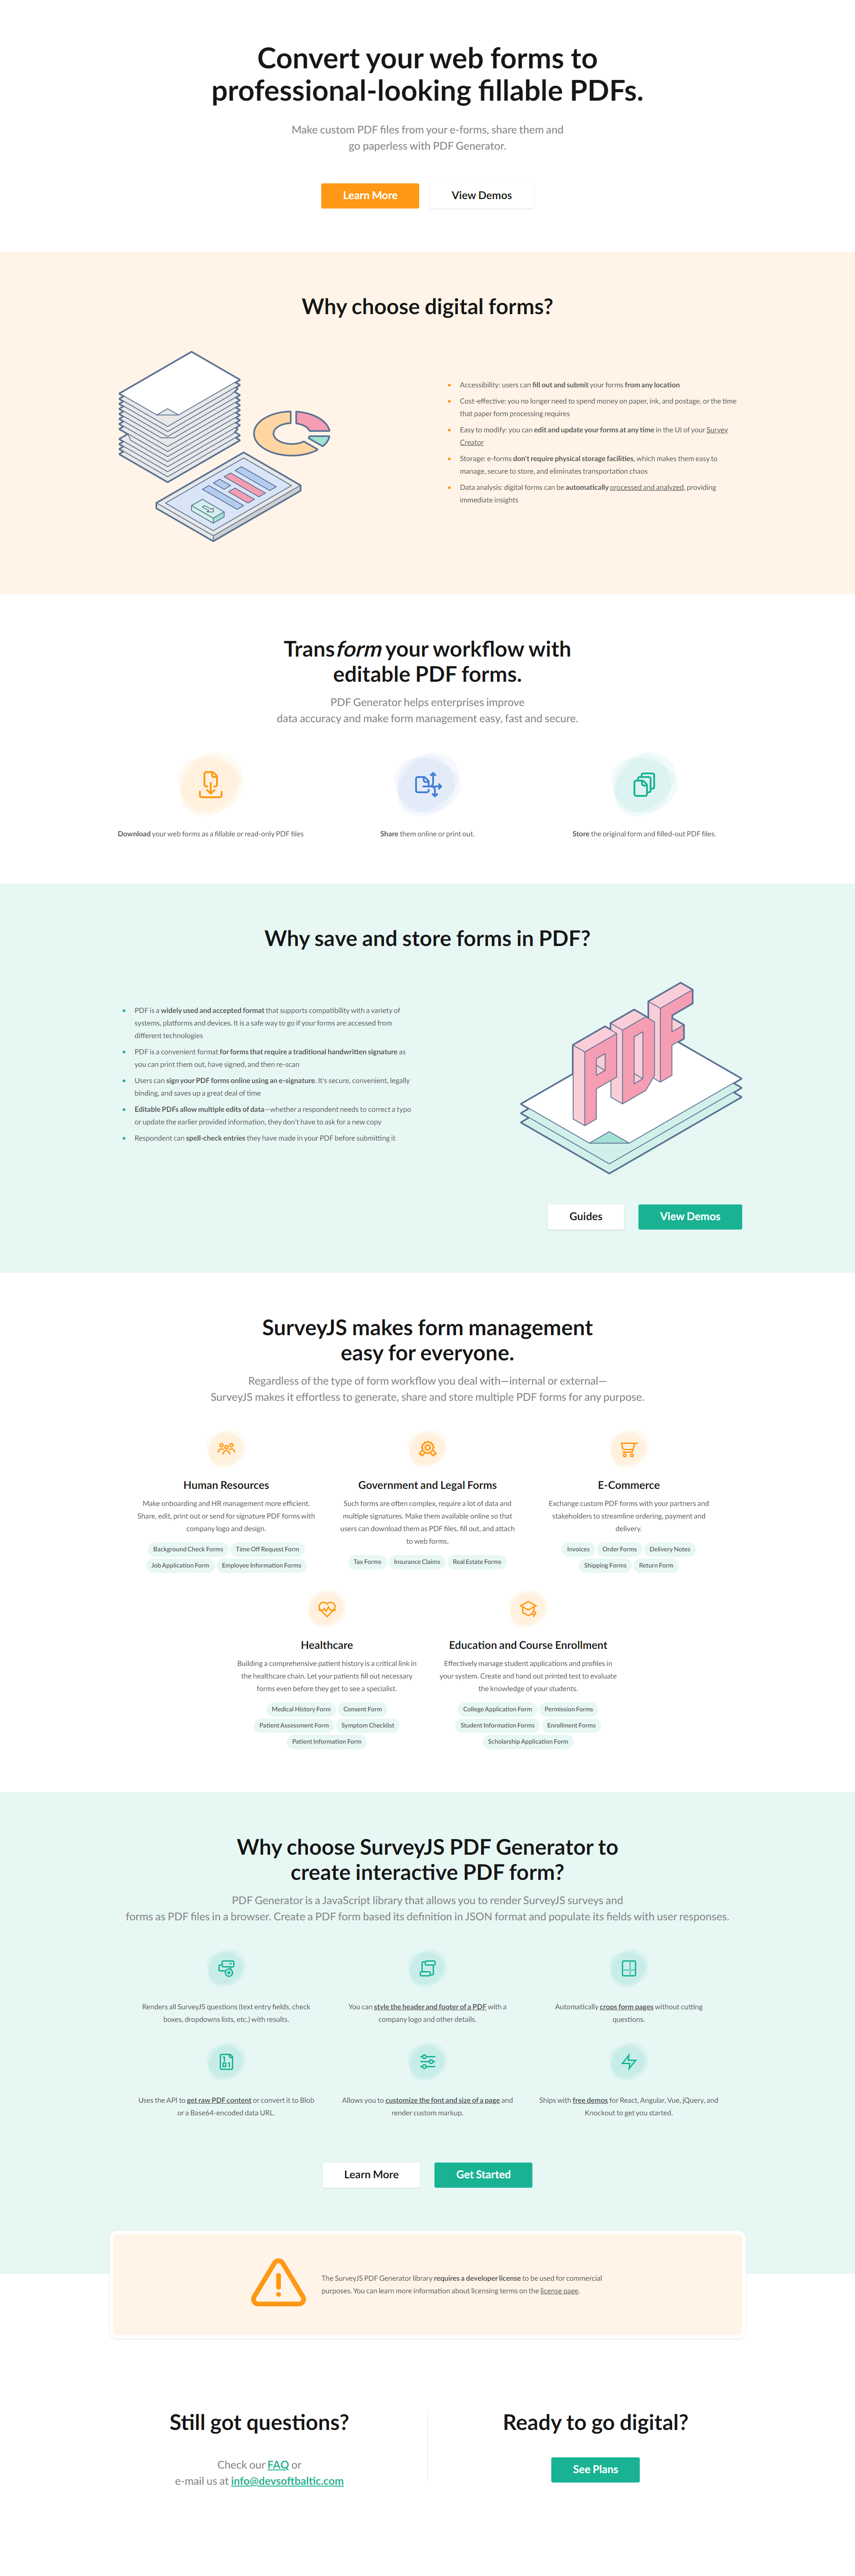 Convert your web forms to
professional-looking fillable PDFs.
Make custom PDF files from your e-forms, share them and
go paperless with PDF Generator.
Learn More
View Demos
Why choose digital forms?
Accessibility: users can fill out and submit your forms from any location
Cost-effective: you no longer need to spend money on paper, ink, and postage, or the time
that paper form processing requires
Easy to modify: you can edit and update your forms at any time in the UI of your Survey
Creator
Storage: e-forms don't require physical storage facilities, which makes them easy to
manage, secure to store, and eliminates transportation chaos
Data analysis: digital forms can be automatically processed and analyzed, providing
immediate insights
Transform your workflow with
editable PDF forms.
PDF Generator helps enterprises improve
data accuracy and make form management easy, fast and secure.
Download your web forms as a fillable or read-only PDF files
Share them online or print out.
Store the original form and filled-out PDF files.
Why save and store forms in PDF?
PDF is a widely used and accepted format that supports compatibility with a variety of
systems, platforms and devices. It is a safe way to go if your forms are accessed from
different technologies
PDF is a convenient format for forms that require a traditional handwritten signature as
you can print them out, have signed, and then re-scan
Users can sign your PDF forms online using an e-signature. It's secure, convenient, legally
binding, and saves up a great deal of time
Editable PDFs allow multiple edits of data—whether a respondent needs to correct a typo
or update the earlier provided information, they don't have to ask for a new copy
Respondent can spell-check entries they have made in your PDF before submitting it
PDF
Guides
View Demos
SurveyJS makes form management
easy for everyone.
Regardless of the type of form workflow you deal with—internal or external—
SurveyJS makes it effortless to generate, share and store multiple PDF forms for any purpose.
Human Resources
Make onboarding and HR management more efficient.
Share, edit, print out or send for signature PDF forms with
company logo and design.
Background Check Forms
Time Off Request Form
Job Application Form
Employee Information Forms
Government and Legal Forms
Such forms are often complex, require a lot of data and
multiple signatures. Make them available online so that
users can download them as PDF files, fill out, and attach
to web forms.
Tax Forms
Insurance Claims
Real Estate Forms
E-Commerce
Exchange custom PDF forms with your partners and
stakeholders to streamline ordering, payment and
delivery.
Invoices
Order Forms
Delivery Notes
Shipping Forms
Return Form
Healthcare
Building a comprehensive patient history is a critical link in
the healthcare chain. Let your patients fill out necessary
forms even before they get to see a specialist.
Medical History Form
Consent Form
Patient Assessment Form
Symptom Checklist
Patient Information Form
Education and Course Enrollment
Effectively manage student applications and profiles in
your system. Create and hand out printed test to evaluate
the knowledge of your students.
College Application Form
Permission Forms
Student Information Forms
Enrollment Forms
Scholarship Application Form
Why choose SurveyJS PDF Generator to
create interactive PDF form?
PDF Generator is a JavaScript library that allows you to render SurveyJS surveys and
forms as PDF files in a browser. Create a PDF form based its definition in JSON format and populate its fields with user responses.
Renders all SurveyJS questions (text entry fields, check
boxes, dropdowns lists, etc.) with results.
You can style the header and footer of a PDF with a
company logo and other details.
Automatically crops form pages without cutting
questions.
Uses the API to get raw PDF content or convert it to Blob
or a Base64-encoded data URL.
Allows you to customize the font and size of a page and
render custom markup.
Ships with free demos for React, Angular, Vue, jQuery, and
Knockout to get you started.
Learn More
Get Started
The SurveyJS PDF Generator library requires a developer license to be used for commercial
purposes. You can learn more information about licensing terms on the license page.
Still got questions?
Check our FAQ or
e-mail us at info@devsoftbaltic.com
Ready to go digital?
See Plans